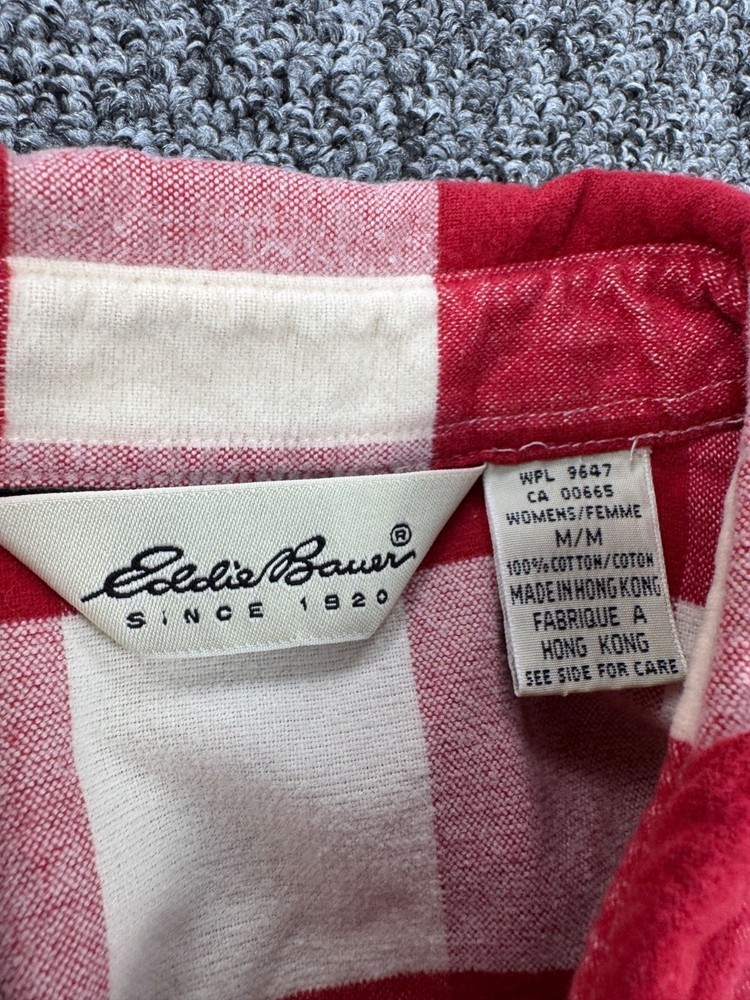 Eddie Bauer®
SINCE 1920
WPL 9647
CA 00665
WOMENS/FEMME
M/M
100% COTTON/COTON
MADE IN HONG KONG
FABRIQUE A
HONG KONG
SEE SIDE FOR CARE